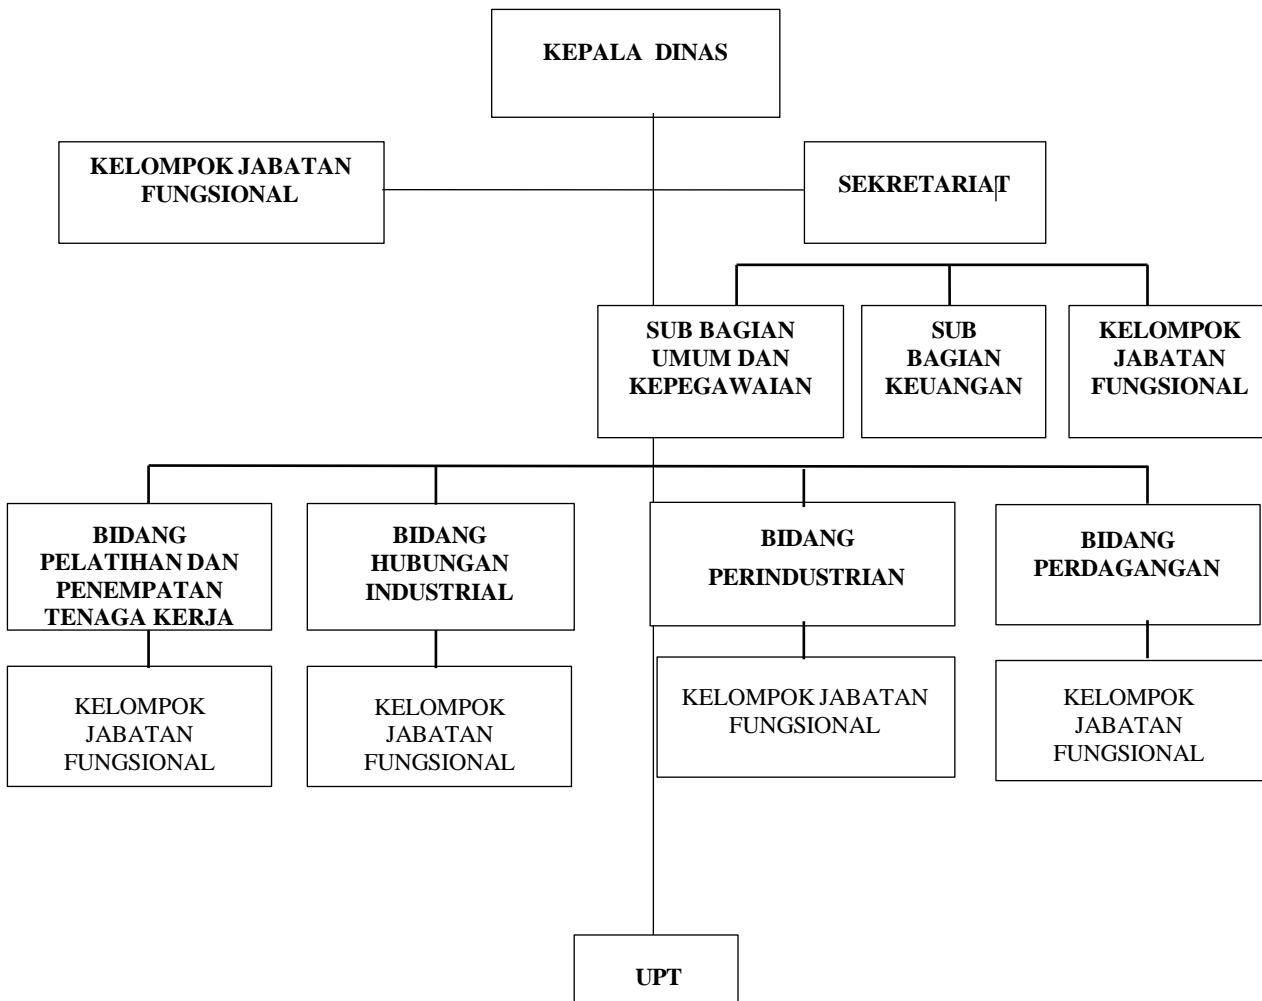 KEPALA DINAS
KELOMPOK JABATAN
FUNGSIONAL
SEKRETARIAT
SUB BAGIAN
UMUM DAN
KEPEGAWAIAN
SUB
BAGIAN
KEUANGAN
KELOMPOK
JABATAN
FUNGSIONAL
BIDANG
PELATIHAN DAN
PENEMPATAN
TENAGA KERJA
BIDANG
HUBUNGAN
INDUSTRIAL
BIDANG
PERINDUSTRIAN
BIDANG
PERDAGANGAN
KELOMPOK
JABATAN
FUNGSIONAL
KELOMPOK
JABATAN
FUNGSIONAL
KELOMPOK JABATAN
FUNGSIONAL
KELOMPOK
JABATAN
FUNGSIONAL
UPT